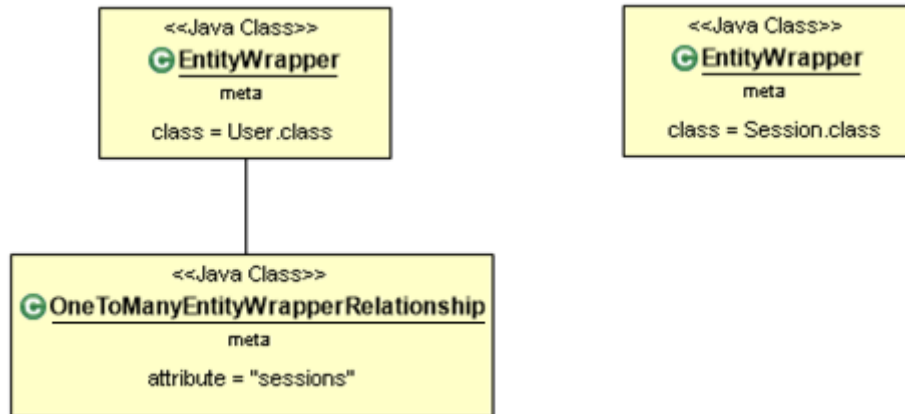 <<Java Class>>
EntityWrapper
meta
class = User.class
<<Java Class>>
EntityWrapper
meta
class = Session.class
<<Java Class>>
OneToManyEntityWrapperRelationship
meta
attribute = "sessions"